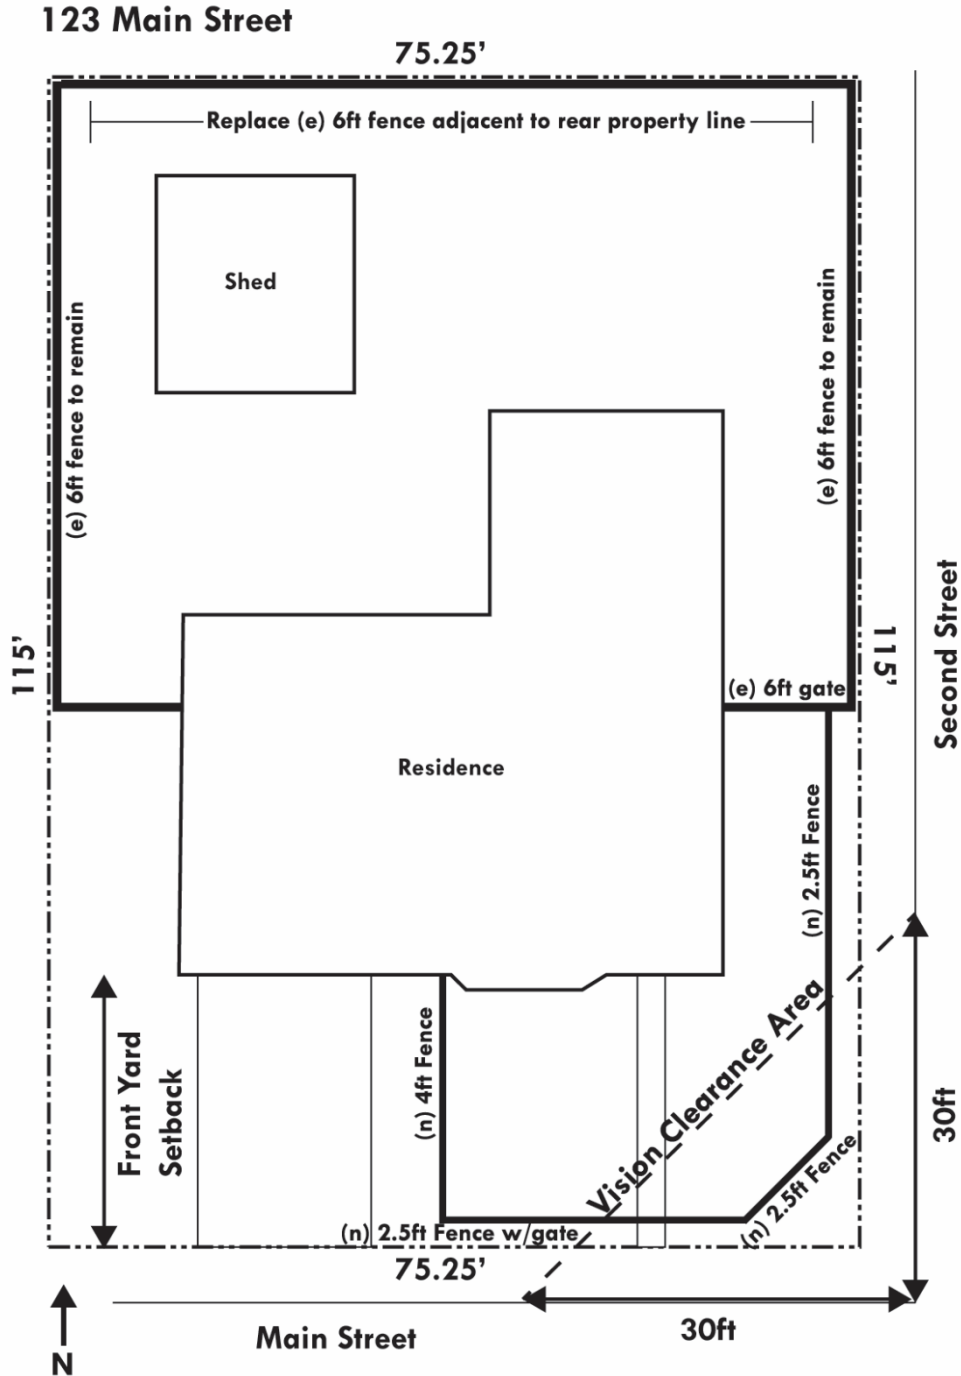 123 Main Street
75.25’
Replace (e) 6ft fence adjacent to rear property line
Shed
(e) 6ft fence to remain
(e) 6ft fence to remain
115’
115’
Second Street
(e) 6ft gate
Residence
(n) 2.5ft Fence
Front Yard
Setback
(n) 4ft Fence
Vision Clearance Area
30ft
(n) 2.5ft Fence
(n) 2.5ft Fence w/gate
75.25’
Main Street
30ft
N